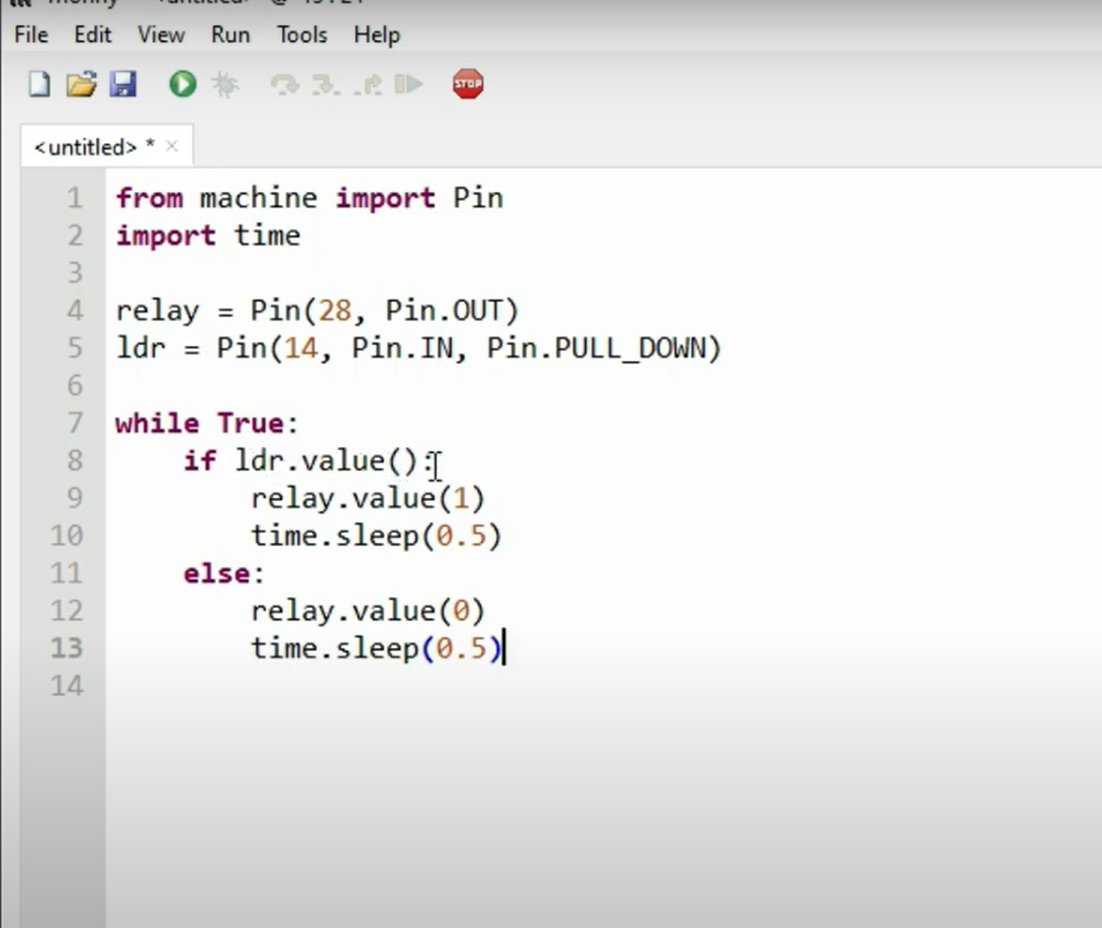 File Edit View Run Tools Help
STOP
<untitled> * ×
1 from machine import Pin
2 import time
3
4 relay = Pin(28, Pin.OUT)
5 ldr = Pin(14, Pin.IN, Pin.PULL_DOWN)
6
7 while True:
8     if ldr.value():
9         relay.value(1)
10         time.sleep(0.5)
11     else:
12         relay.value(0)
13         time.sleep(0.5)
14